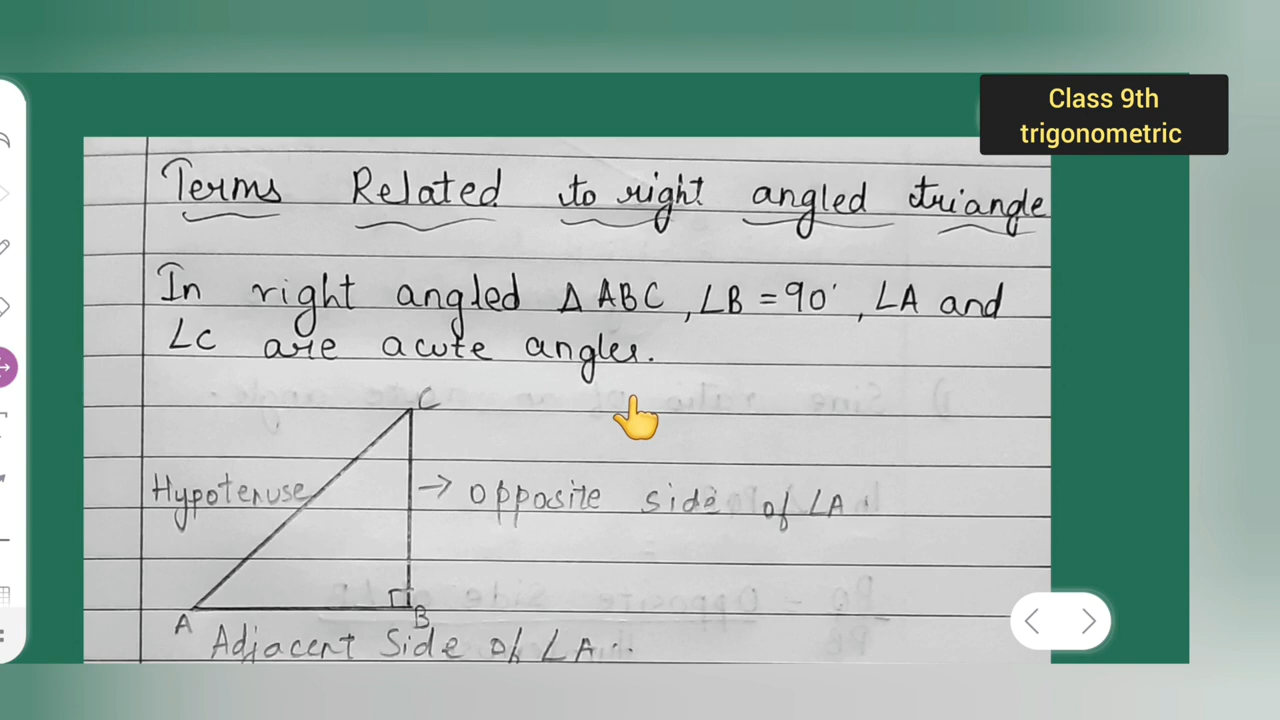 Class 9th
trigonometric
Terms Related to right angled triangle
In right angled Δ ABC, ∠B = 90°, ∠A and
∠C are acute angles.
C
Hypotenuse
→ opposite side of ∠A.
A
B
Adjacent Side of ∠A.